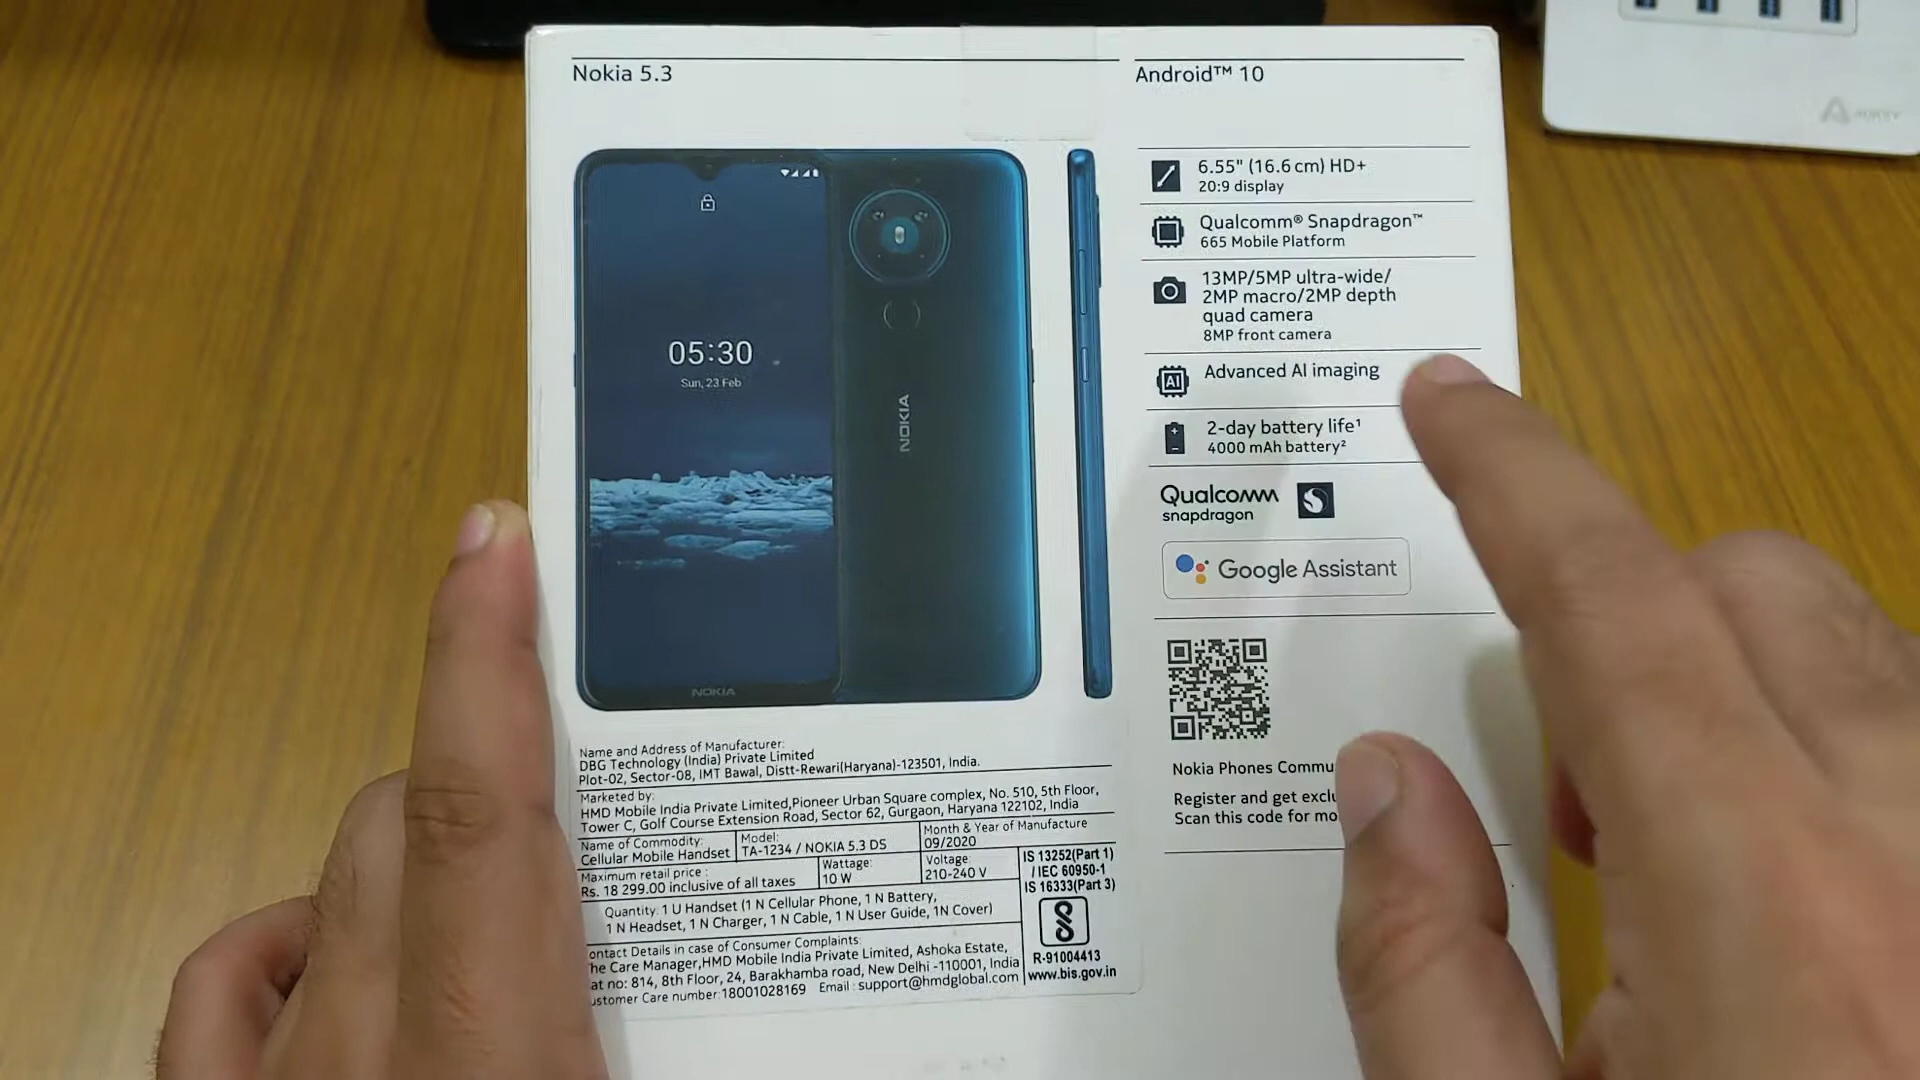 Nokia 5.3
05:30
Sun, 23 Feb
NOKIA
NOKIA
Android™ 10
6.55" (16.6 cm) HD+
20:9 display
Qualcomm® Snapdragon™
665 Mobile Platform
13MP/5MP ultra-wide/
2MP macro/2MP depth
quad camera
8MP front camera
AI
Advanced AI imaging
2-day battery life¹
4000 mAh battery²
Qualcomm
snapdragon
Google Assistant
Nokia Phones
Register and get
Scan this code for
Name and Address of Manufacturer:
DBG Technology (India) Private Limited
Plot-02, Sector-08, IMT Bawal, Distt-Rewari(Haryana)-123501, India.
Marketed by:
HMD Mobile India Private Limited,Pioneer Urban Square complex, No. 510, 5th Floor,
Tower C, Golf Course Extension Road, Sector 62, Gurgaon, Haryana 122102, India
Name of Commodity:
Cellular Mobile Handset
Model:
TA-1234 / NOKIA 5.3 DS
Month & Year of Manufacture
09/2020
Maximum retail price :
Rs. 18 299.00 inclusive of all taxes
Wattage:
10 W
Voltage:
210-240 V
IS 13252(Part 1)
/ IEC 60950-1
IS 16333(Part 3)
Quantity: 1 U Handset (1 N Cellular Phone, 1 N Battery,
1 N Headset, 1 N Charger, 1 N Cable, 1 N User Guide, 1N Cover)
R-91004413
www.bis.gov.in
Details in case of Consumer Complaints:
Care Manager,HMD Mobile India Private Limited, Ashoka Estate,
no: 814, 8th Floor, 24, Barakhamba road, New Delhi -110001, India
Care number:18001028169 Email : support@hmdglobal.com